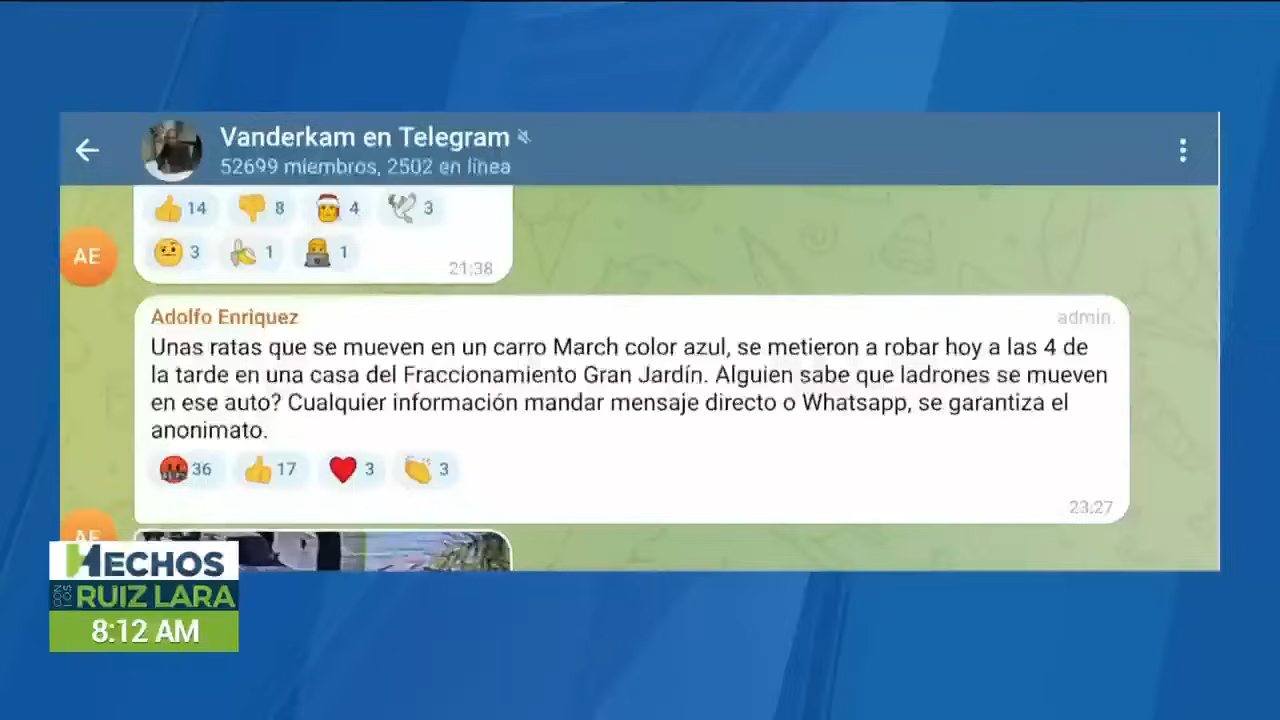 Vanderkam en Telegram
52699 miembros, 2502 en línea
14 8 4 3
3 1 1
21:38
AE
Adolfo Enriquez admin
Unas ratas que se mueven en un carro March color azul, se metieron a robar hoy a las 4 de
la tarde en una casa del Fraccionamiento Gran Jardín. Alguien sabe que ladrones se mueven
en ese auto? Cualquier información mandar mensaje directo o Whatsapp, se garantiza el
anonimato.
36 17 3 3
23:27
AE
HECHOS
CON LOS RUIZ LARA
8:12 AM